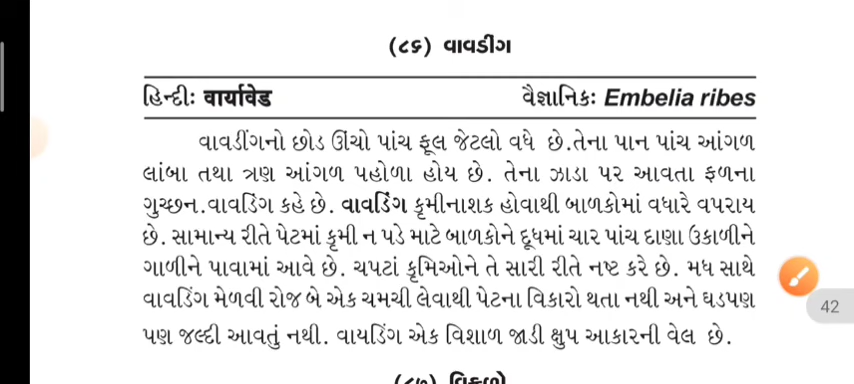 (૮૬) વાવડીંગ
હિન્દીઃ वार्यावेड વૈજ્ઞાનિકઃ Embelia ribes
વાવડીંગનો છોડ ઊંચો પાંચ ફૂલ જેટલો વધે છે.તેના પાન પાંચ આંગળ
લાંબા તથા ત્રણ આંગળ પહોળા હોય છે. તેના ઝાડા પર આવતા ફળના
ગુચ્છન.વાવડિંગ કહે છે. વાવડિંગ કૃમીનાશક હોવાથી બાળકોમાં વધારે વપરાય
છે. સામાન્ય રીતે પેટમાં કૃમી ન પડે માટે બાળકોને દૂધમાં ચાર પાંચ દાણા ઉકાળીને
ગાળીને પાવામાં આવે છે. ચપટાં કૃમિઓને તે સારી રીતે નષ્ટ કરે છે. મધ સાથે
વાવડિંગ મેળવી રોજ બે એક ચમચી લેવાથી પેટના વિકારો થતા નથી અને ઘડપણ
પણ જલ્દી આવતું નથી. વાયડિંગ એક વિશાળ જાડી ક્ષુપ આકારની વેલ છે.
42
(૮૭) વિકળો